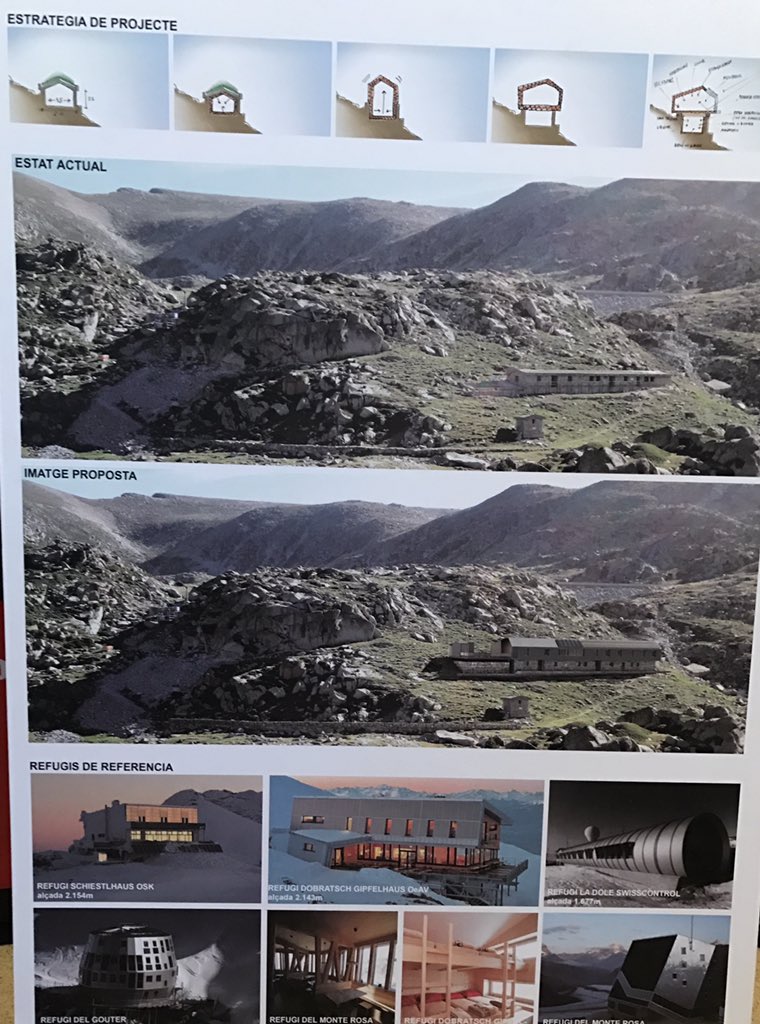 ESTRATEGIA DE PROJECTE
ESTAT ACTUAL
IMATGE PROPOSTA
REFUGIS DE REFERENCIA
REFUGI SCHIESTLHAUS OSK
alçada 2.154m
REFUGI DOBRATSCH GIPFELHAUS OeAV
alçada 2.143m
REFUGI LA DOLE SWISSCONTROL
alçada 1.677m
REFUGI DEL GOUTER
REFUGI DEL MONTE ROSA
REFUGI DOBRATSCH
REFUGI DEL MONTE ROSA